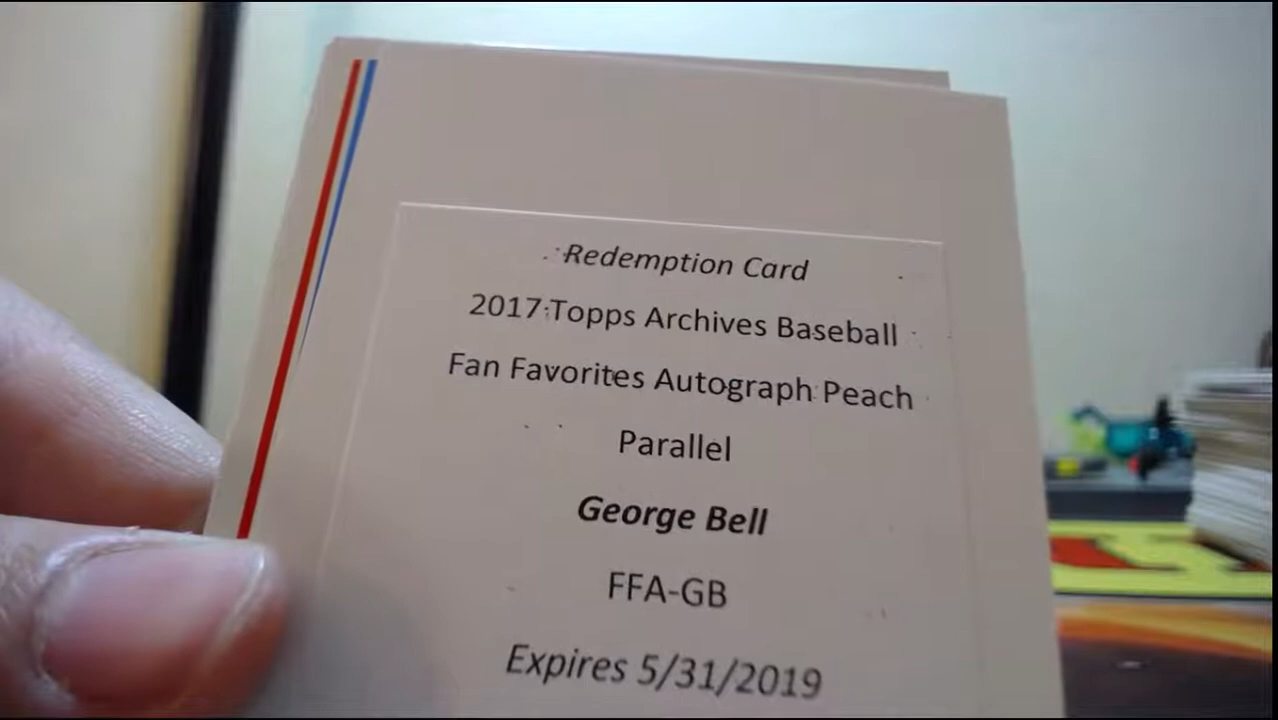 Redemption Card
2017 Topps Archives Baseball
Fan Favorites Autograph Peach
Parallel
George Bell
FFA-GB
Expires 5/31/2019